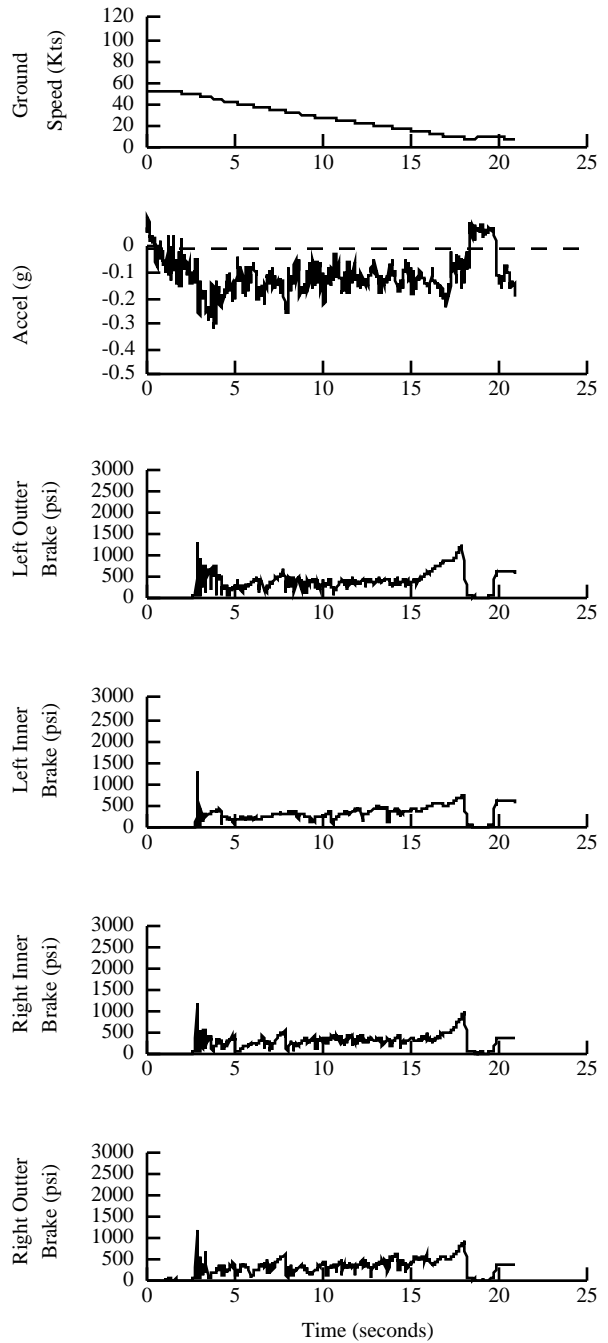 Ground
Speed (Kts)
120
100
80
60
40
20
0
0 5 10 15 20 25
Accel (g)
0
-0.1
-0.2
-0.3
-0.4
-0.5
0 5 10 15 20 25
Left Outter
Brake (psi)
3000
2500
2000
1500
1000
500
0
0 5 10 15 20 25
Left Inner
Brake (psi)
3000
2500
2000
1500
1000
500
0
0 5 10 15 20 25
Right Inner
Brake (psi)
3000
2500
2000
1500
1000
500
0
0 5 10 15 20 25
Right Outter
Brake (psi)
3000
2500
2000
1500
1000
500
0
0 5 10 15 20 25
Time (seconds)